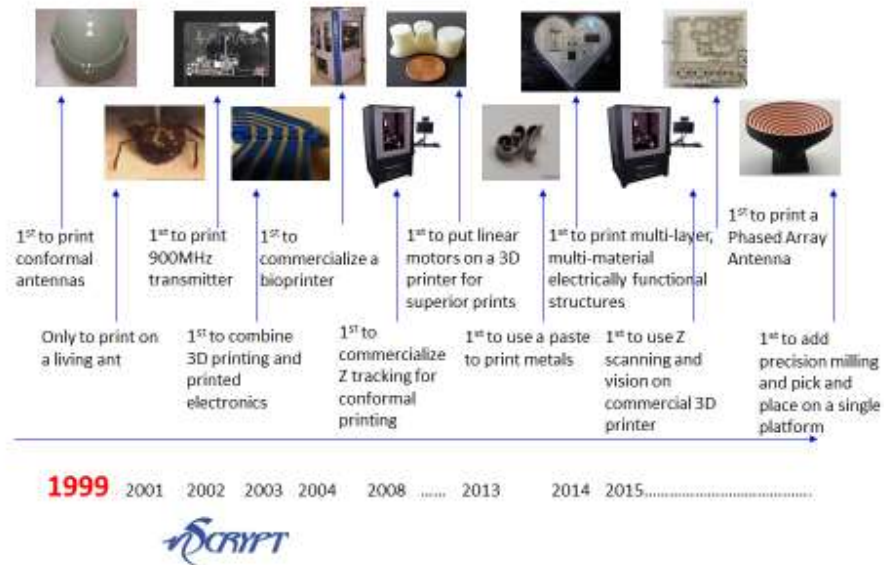 1st to print
conformal
antennas
1st to print
900MHz
transmitter
1st to
commercialize a
bioprinter
1st to put linear
motors on a 3D
printer for
superior prints
1st to print multi-layer,
multi-material
electrically functional
structures
1st to print a
Phased Array
Antenna
Only to print on
a living ant
1st to combine
3D printing and
printed
electronics
1st to
commercialize
Z tracking for
conformal
printing
1st to use a paste
to print metals
1st to use Z
scanning and
vision on
commercial 3D
printer
1st to add
precision milling
and pick and
place on a single
platform
1999 2001 2002 2003 2004 2008 ...... 2013 2014 2015..........................................
nSCRYPT